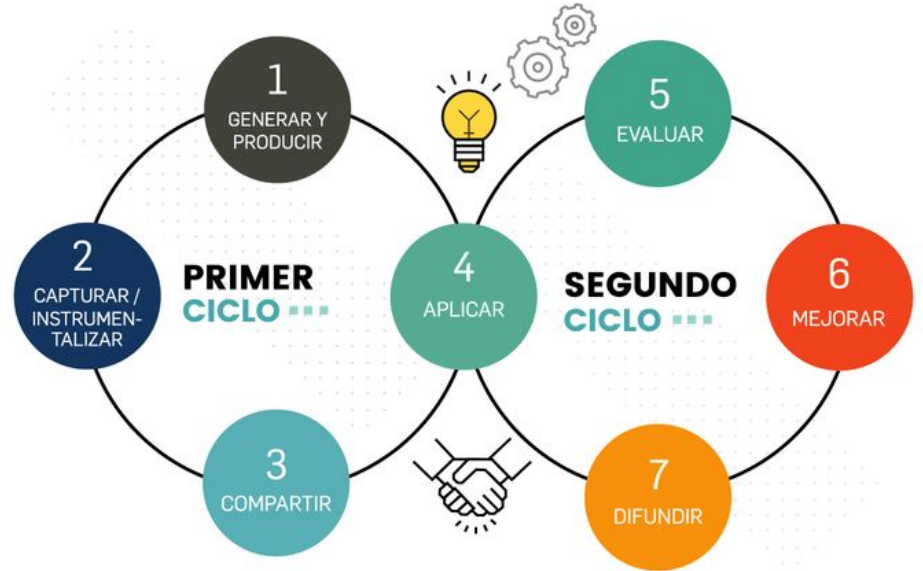 1
GENERAR Y
PRODUCIR
2
CAPTURAR /
INSTRUMEN-
TALIZAR
3
COMPARTIR
PRIMER
CICLO
4
APLICAR
5
EVALUAR
6
MEJORAR
7
DIFUNDIR
SEGUNDO
CICLO